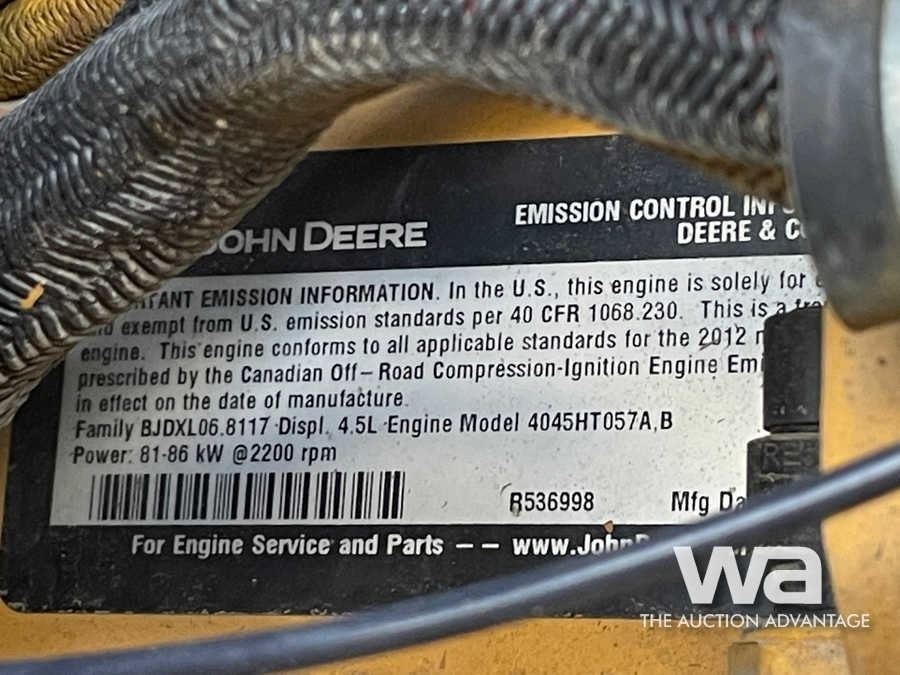 JOHN DEERE
EMISSION CONTROL
DEERE &
EMISSION INFORMATION. In the U.S., this engine is solely for
exempt from U.S. emission standards per 40 CFR 1068.230. This is a
engine. This engine conforms to all applicable standards for the 2012
prescribed by the Canadian Off-Road Compression-Ignition Engine
in effect on the date of manufacture.
Family BJDXL06.8117 Displ. 4.5L Engine Model 4045HT057A,B
Power: 81-86 kW @2200 rpm
R536998 Mfg
For Engine Service and Parts -- www.
wa
THE AUCTION ADVANTAGE